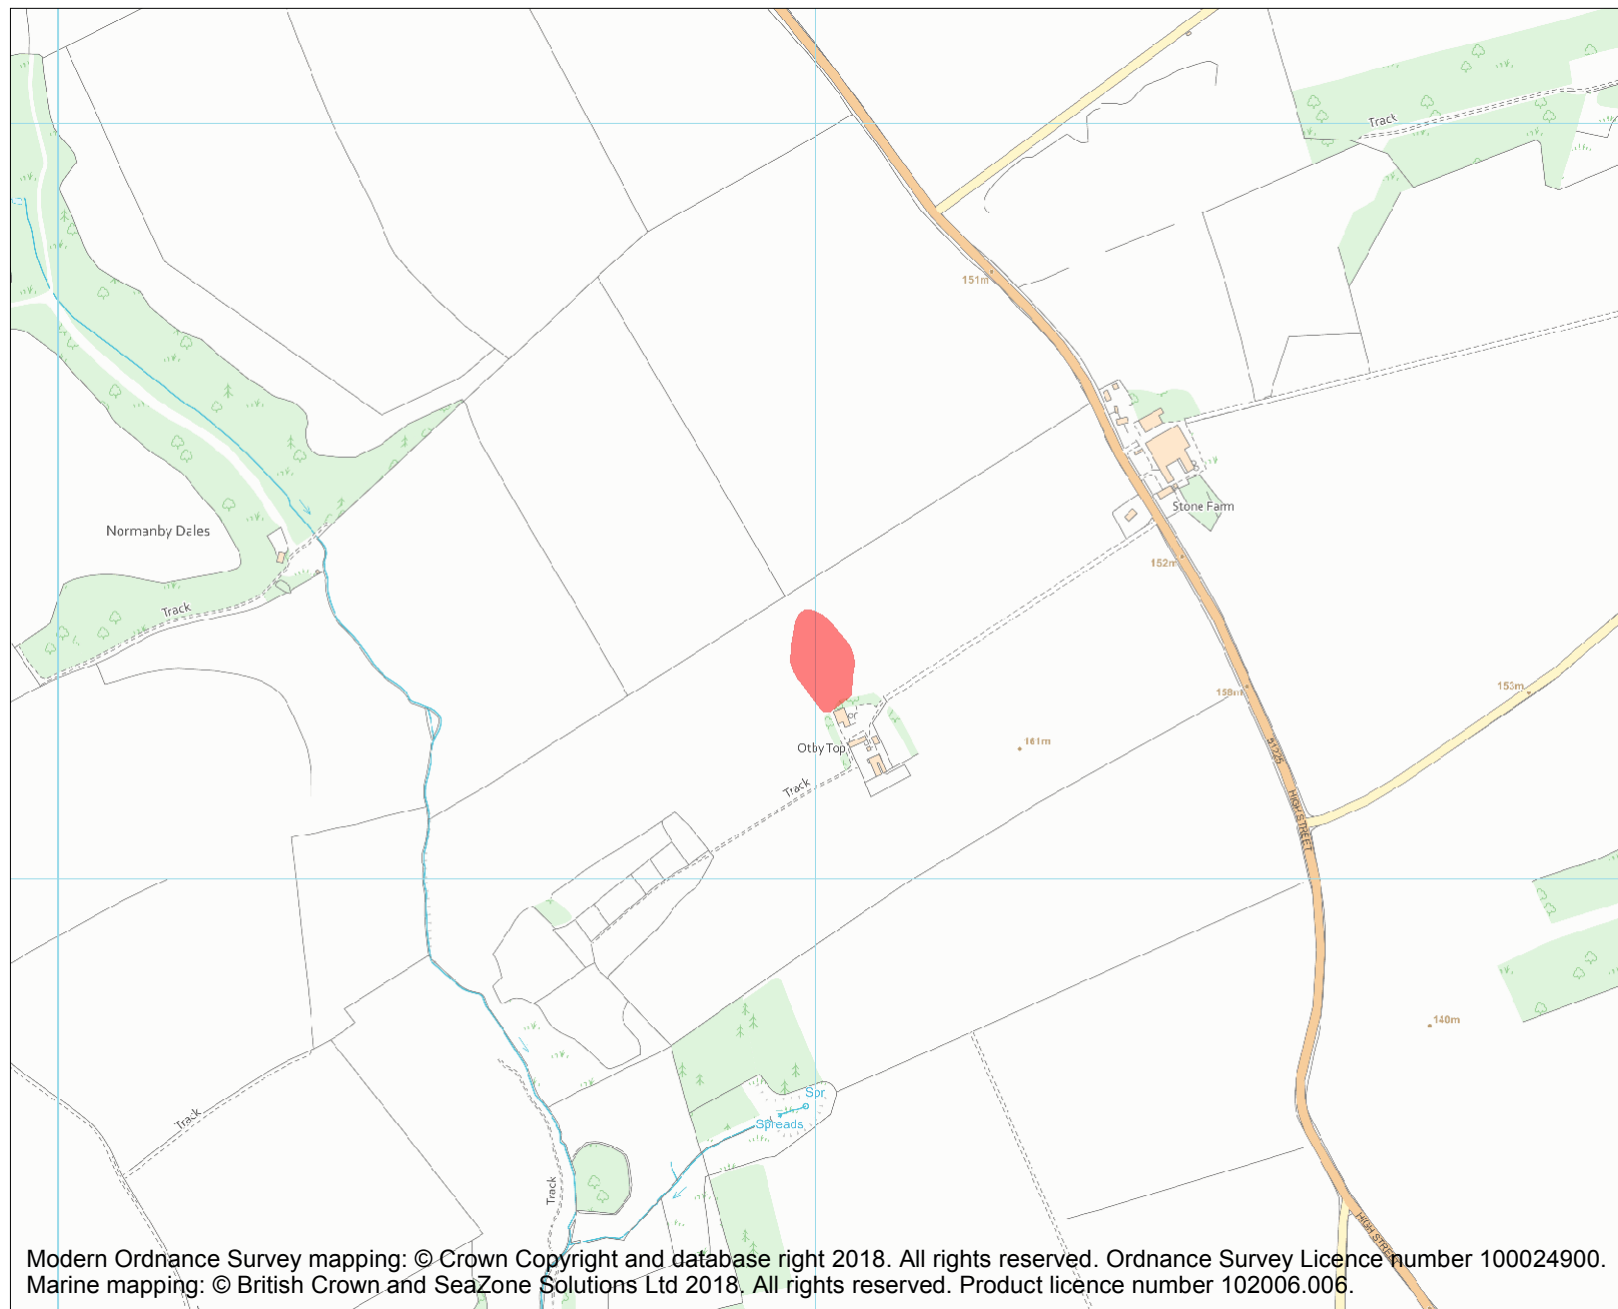 Track
151m
Stone Farm
Normanby Dales
152m
Track
153m
158m
161m
Otby Top
B1225
Track
HIGH STREET
140m
Spr
Spreads
Track
Track
HIGH STREET
Modern Ordnance Survey mapping: © Crown Copyright and database right 2018. All rights reserved. Ordnance Survey Licence number 100024900.
Marine mapping: © British Crown and SeaZone Solutions Ltd 2018. All rights reserved. Product licence number 102006.006.